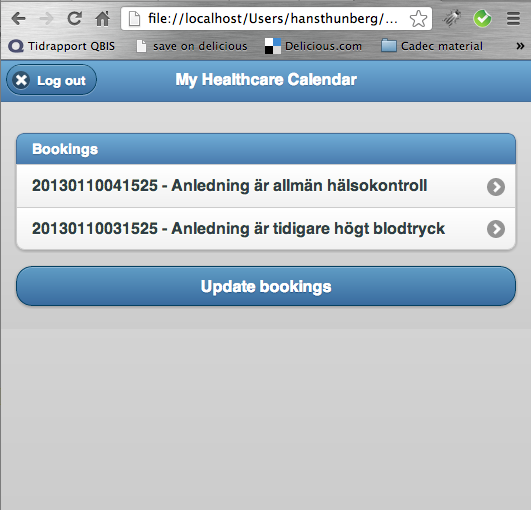 file://localhost/Users/hansthunberg/...
Tidrapport QBIS
save on delicious
Delicious.com
Cadec material
»
Log out
My Healthcare Calendar
Bookings
20130110041525 - Anledning är allmän hälsokontroll
20130110031525 - Anledning är tidigare högt blodtryck
Update bookings